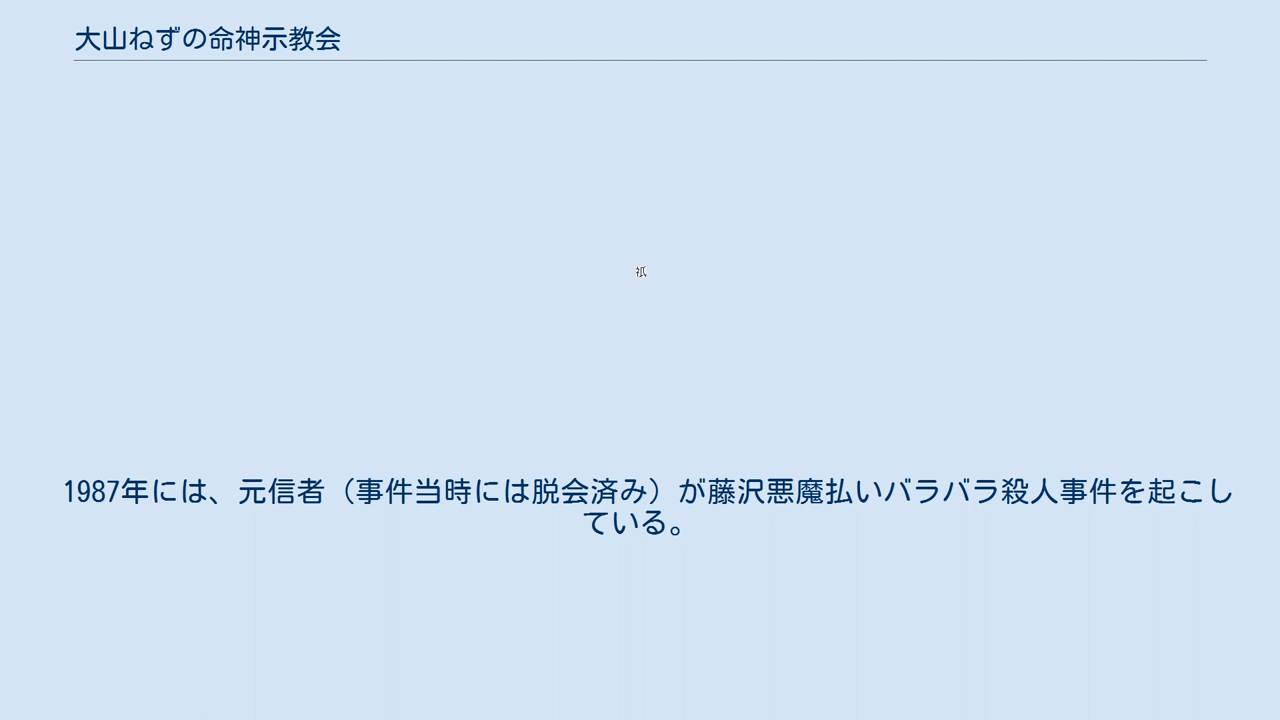 大山ねずの命神示教会
祇
1987年には、元信者（事件当時には脱会済み）が藤沢悪魔払いバラバラ殺人事件を起こし
ている。